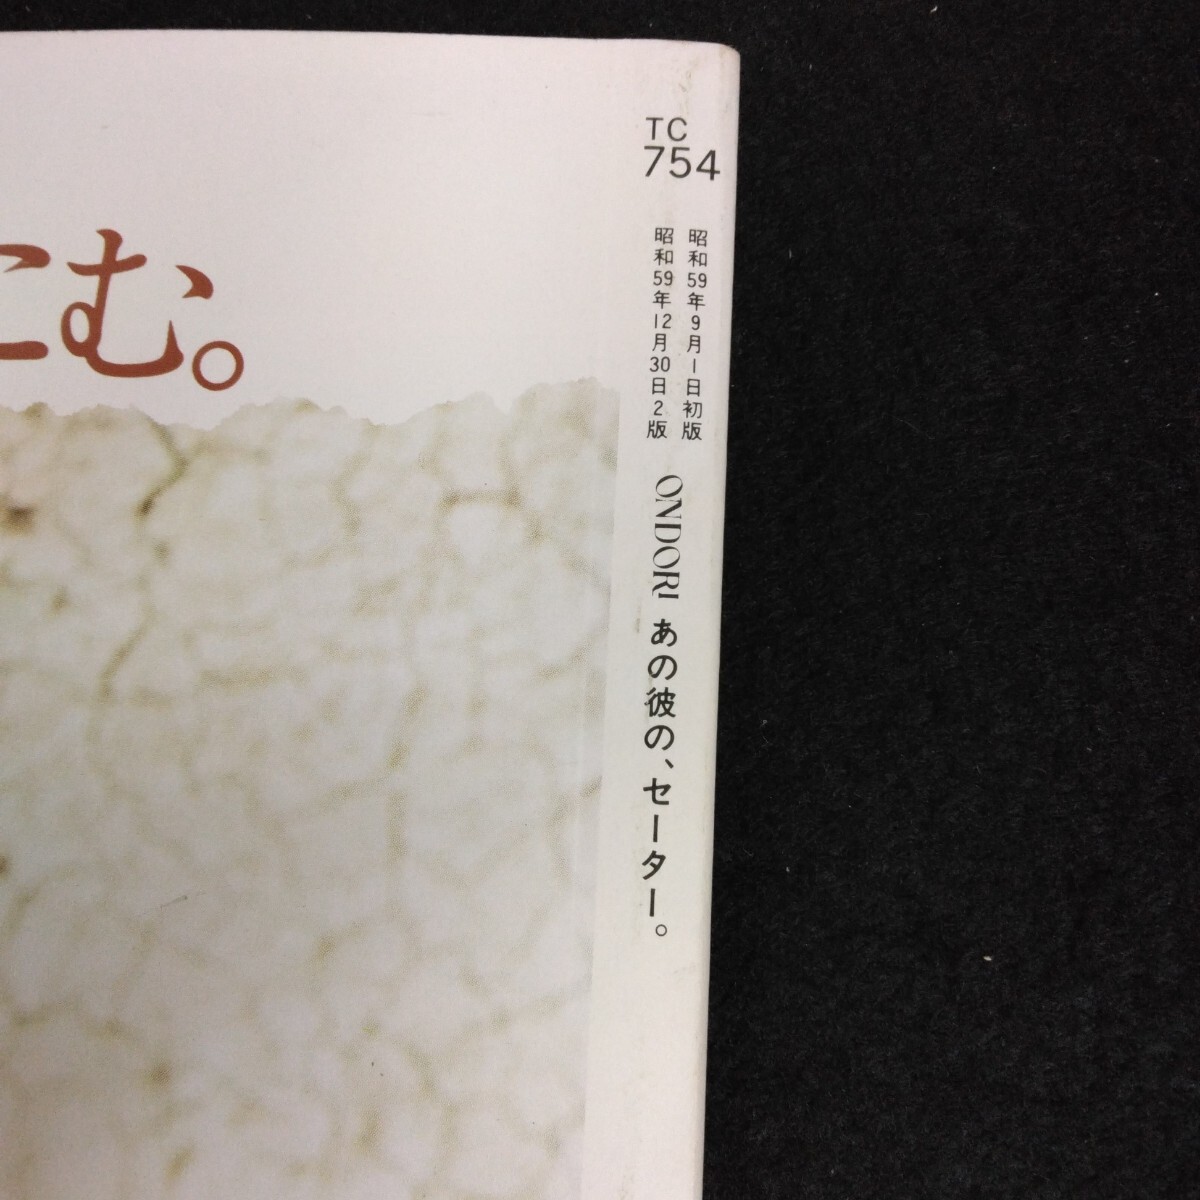 TC
754
昭和59年9月1日初版
昭和59年12月30日2版
ONDORI あの彼の、セーター。
こむ。